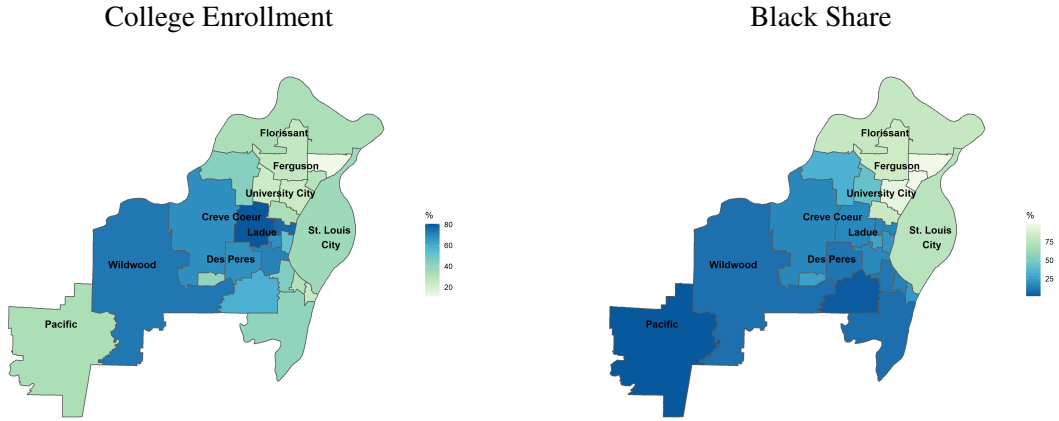 College Enrollment
Florissant
Ferguson
University City
Creve Coeur
Ladue
St. Louis
City
Des Peres
Wildwood
Pacific
%
80
60
40
20
Black Share
Florissant
Ferguson
University City
Creve Coeur
Ladue
St. Louis
City
Des Peres
Wildwood
Pacific
%
75
50
25